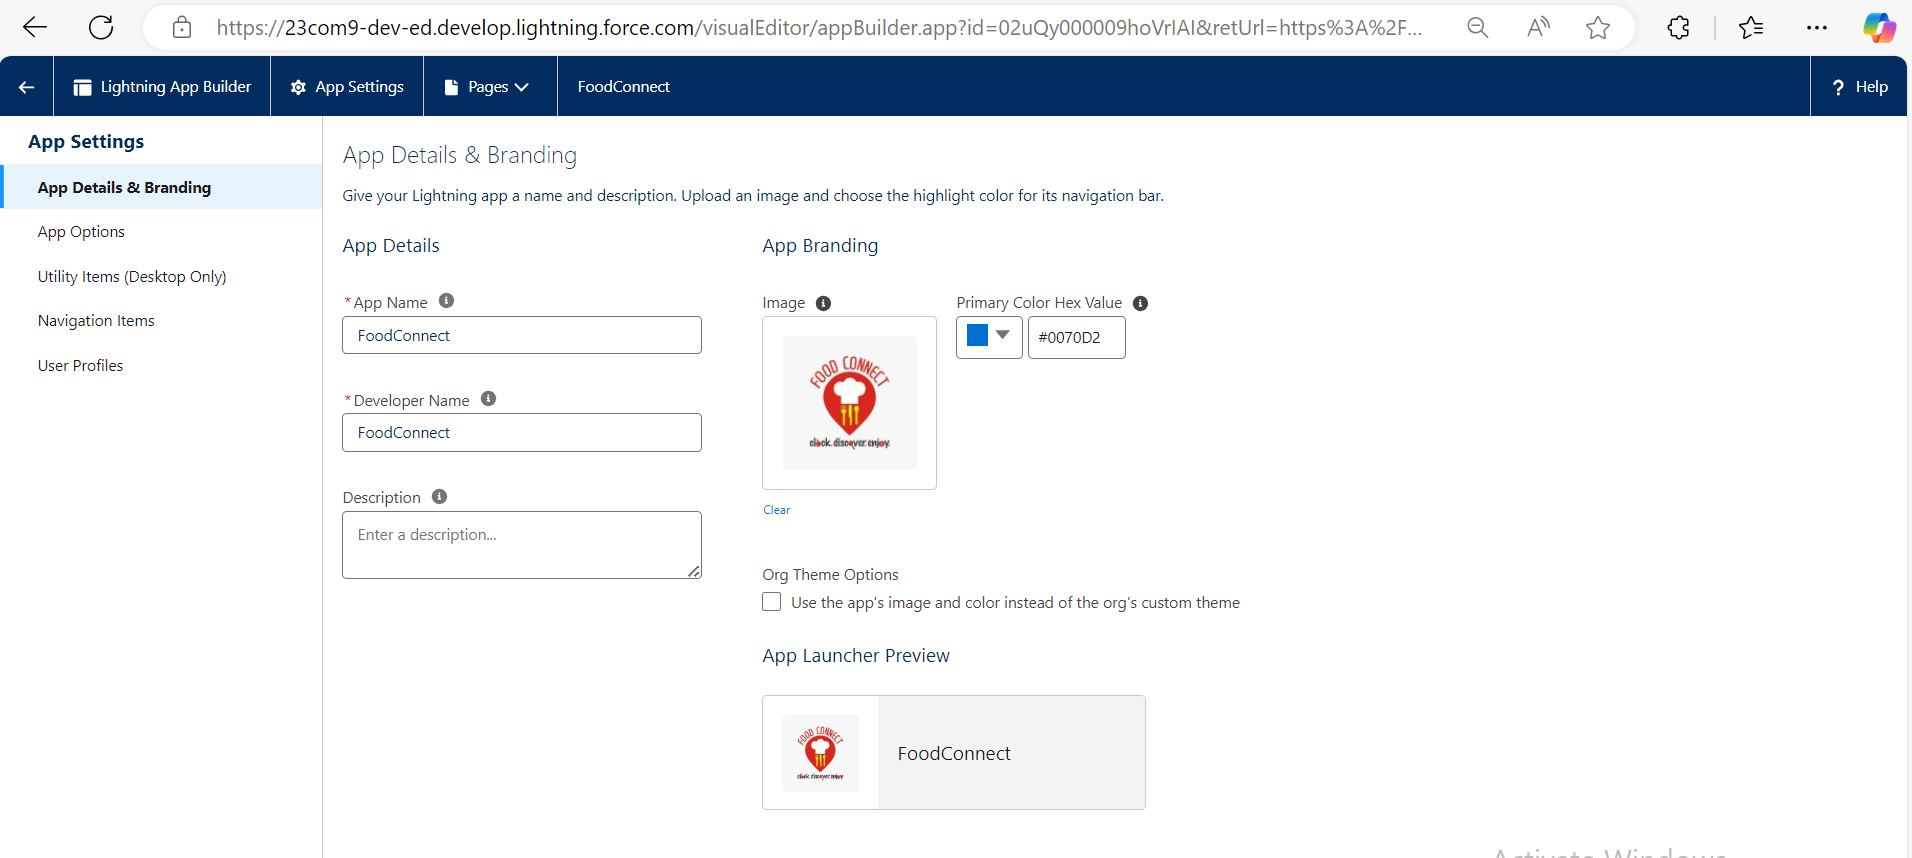 https://23com9-dev-ed.develop.lightning.force.com/visualEditor/appBuilder.app?id=02uQy000009hoVrIAI&retUrl=https%3A%2F...
Lightning App Builder
App Settings
Pages
FoodConnect
? Help
App Settings
App Details & Branding
App Options
Utility Items (Desktop Only)
Navigation Items
User Profiles
App Details & Branding
Give your Lightning app a name and description. Upload an image and choose the highlight color for its navigation bar.
App Details
*App Name
FoodConnect
*Developer Name
FoodConnect
Description
Enter a description...
App Branding
Image
FOOD CONNECT
click.discover.enjoy.
Clear
Primary Color Hex Value
#0070D2
Org Theme Options
Use the app's image and color instead of the org's custom theme
App Launcher Preview
FOOD CONNECT
click.discover.enjoy.
FoodConnect
Activate Windows